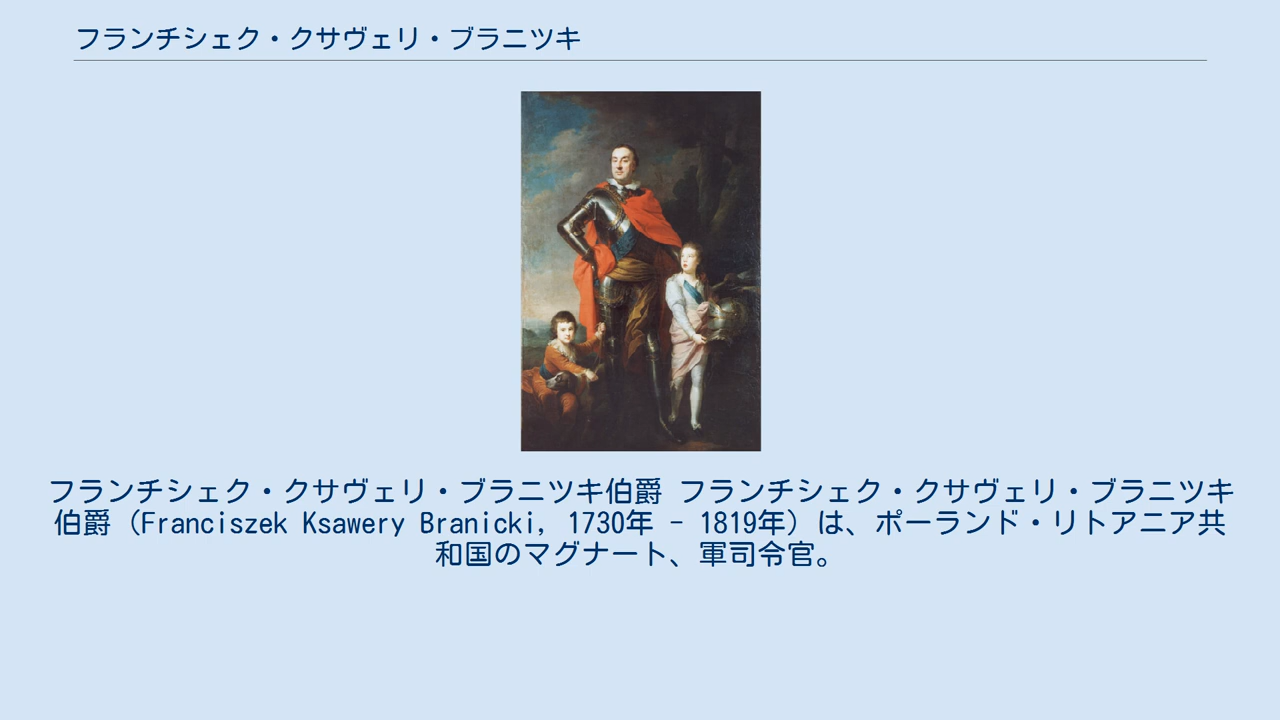 フランチシェク・クサヴェリ・ブラニツキ
フランチシェク・クサヴェリ・ブラニツキ伯爵 フランチシェク・クサヴェリ・ブラニツキ
伯爵（Franciszek Ksawery Branicki, 1730年 - 1819年）は、ポーランド・リトアニア共
和国のマグナート、軍司令官。